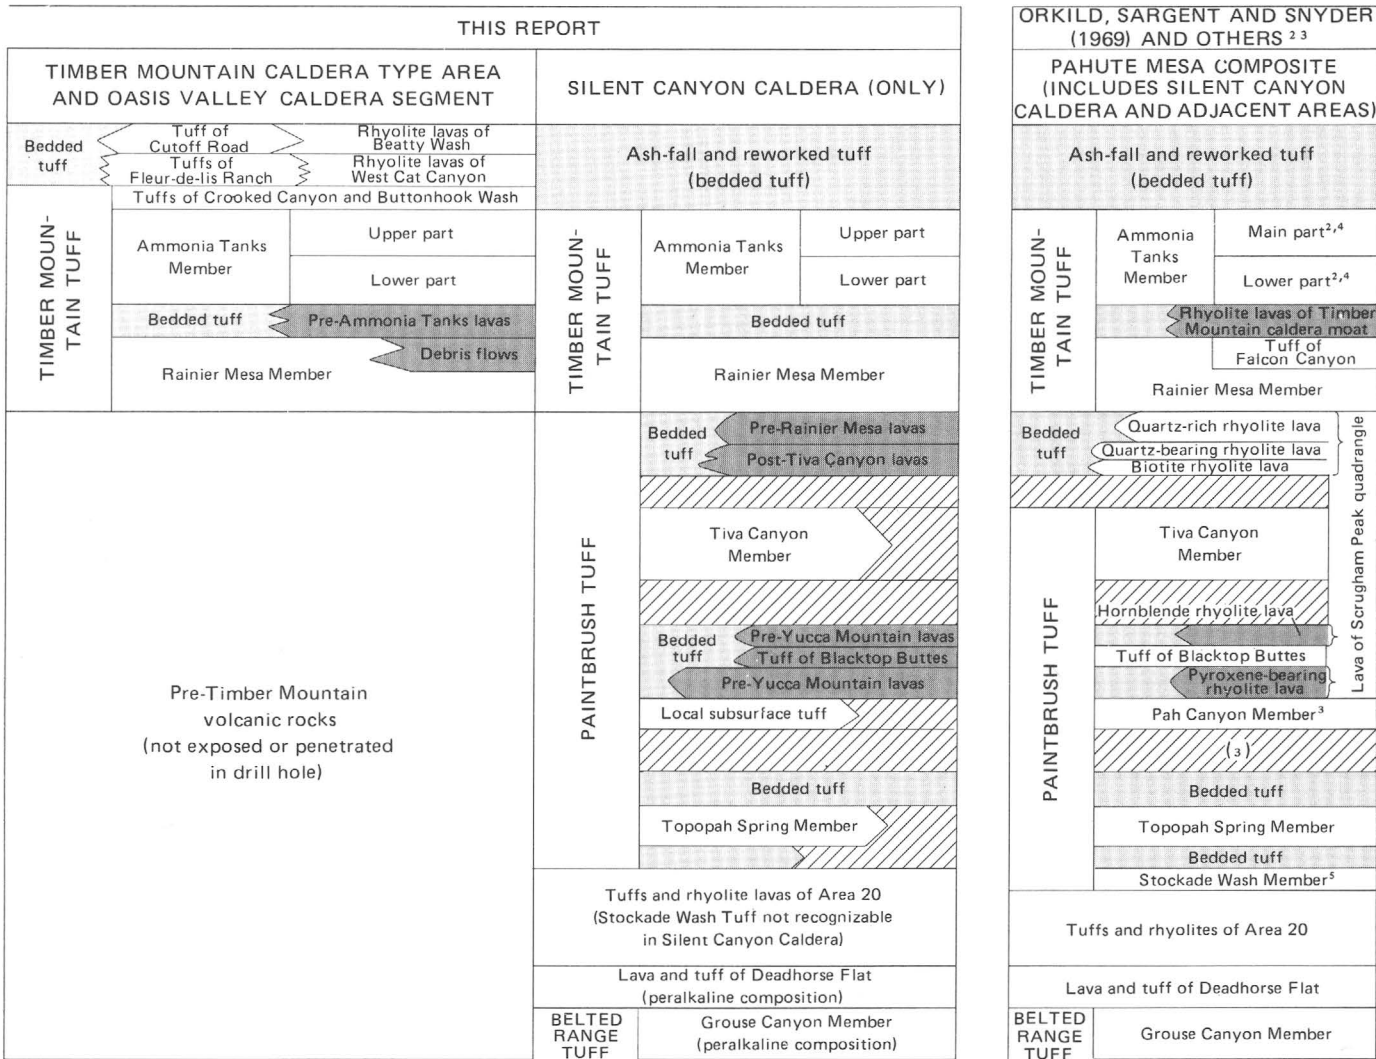 THIS REPORT
TIMBER MOUNTAIN CALDERA TYPE AREA
AND OASIS VALLEY CALDERA SEGMENT
Bedded
tuff
Tuff of
Cutoff Road
Rhyolite lavas of
Beatty Wash
Tuffs of
Fleur-de-lis Ranch
Rhyolite lavas of
West Cat Canyon
Tuffs of Crooked Canyon and Buttonhook Wash
TIMBER MOUN-
TAIN TUFF
Ammonia Tanks
Member
Upper part
Lower part
Bedded tuff
Pre-Ammonia Tanks lavas
Debris flows
Rainier Mesa Member
Pre-Timber Mountain
volcanic rocks
(not exposed or penetrated
in drill hole)
SILENT CANYON CALDERA (ONLY)
Ash-fall and reworked tuff
(bedded tuff)
TIMBER MOUN-
TAIN TUFF
Ammonia Tanks
Member
Upper part
Lower part
Bedded tuff
Rainier Mesa Member
PAINTBRUSH TUFF
Bedded
tuff
Pre-Rainier Mesa lavas
Post-Tiva Canyon lavas
Tiva Canyon
Member
Bedded
tuff
Pre-Yucca Mountain lavas
Tuff of Blacktop Buttes
Pre-Yucca Mountain lavas
Local subsurface tuff
Bedded tuff
Topopah Spring Member
Tuffs and rhyolite lavas of Area 20
(Stockade Wash Tuff not recognizable
in Silent Canyon Caldera)
Lava and tuff of Deadhorse Flat
(peralkaline composition)
BELTED
RANGE
TUFF
Grouse Canyon Member
(peralkaline composition)
ORKILD, SARGENT AND SNYDER
(1969) AND OTHERS ² ³
PAHUTE MESA COMPOSITE
(INCLUDES SILENT CANYON
CALDERA AND ADJACENT AREAS)
Ash-fall and reworked tuff
(bedded tuff)
TIMBER MOUN-
TAIN TUFF
Ammonia
Tanks
Member
Main part²,⁴
Lower part²,⁴
Rhyolite lavas of Timber
Mountain caldera moat
Tuff of
Falcon Canyon
Rainier Mesa Member
Bedded
tuff
Quartz-rich rhyolite lava
Quartz-bearing rhyolite lava
Biotite rhyolite lava
Lava of Scrugham Peak quadrangle
PAINTBRUSH TUFF
Tiva Canyon
Member
Hornblende rhyolite lava
Tuff of Blacktop Buttes
Pyroxene-bearing
rhyolite lava
Pah Canyon Member³
(3)
Bedded tuff
Topopah Spring Member
Bedded tuff
Stockade Wash Member⁵
Tuffs and rhyolites of Area 20
Lava and tuff of Deadhorse Flat
BELTED
RANGE
TUFF
Grouse Canyon Member